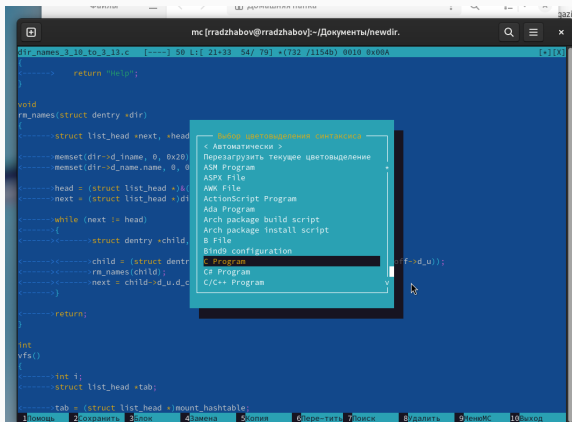 mc [rradzhabov@rradzhabov]:~/Документы/newdir.
dir_names_3_10_to_3_13.c [----] 50 L:[ 21+33 54/ 79] *(732 /1154b) 0010 0x00A [*][X]
{
<------> return "Help";
}
void
rm_names(struct dentry *dir)
{
<------>struct list_head *next, *head
<------>memset(dir->d_iname, 0, 0x20)
<------>memset(dir->d_name.name, 0, 0
<------>head = (struct list_head *)&(
<------>next = (struct list_head *)di
<------>while (next != head)
<------>{
<------><------>struct dentry *child,
<------><------>child = (struct dentr off->d_u));
<------><------>rm_names(child);
<------><------>next = child->d_u.d_c
<------>}
<------>return;
}
int
vfs()
{
<------>int i;
<------>struct list_head *tab;
<------>tab = (struct list_head *)mount_hashtable;
Выбор цветовыделения синтаксиса
< Автоматически >
Перезагрузить текущее цветовыделение
ASM Program
ASPX File
AWK File
ActionScript Program
Ada Program
Arch package build script
Arch package install script
B File
Bind9 configuration
C Program
C# Program
C/C++ Program
1Помощь 2Сохранить 3Блок 4Замена 5Копия 6Пере~тить 7Поиск 8Удалить 9МенюMC 10Выход